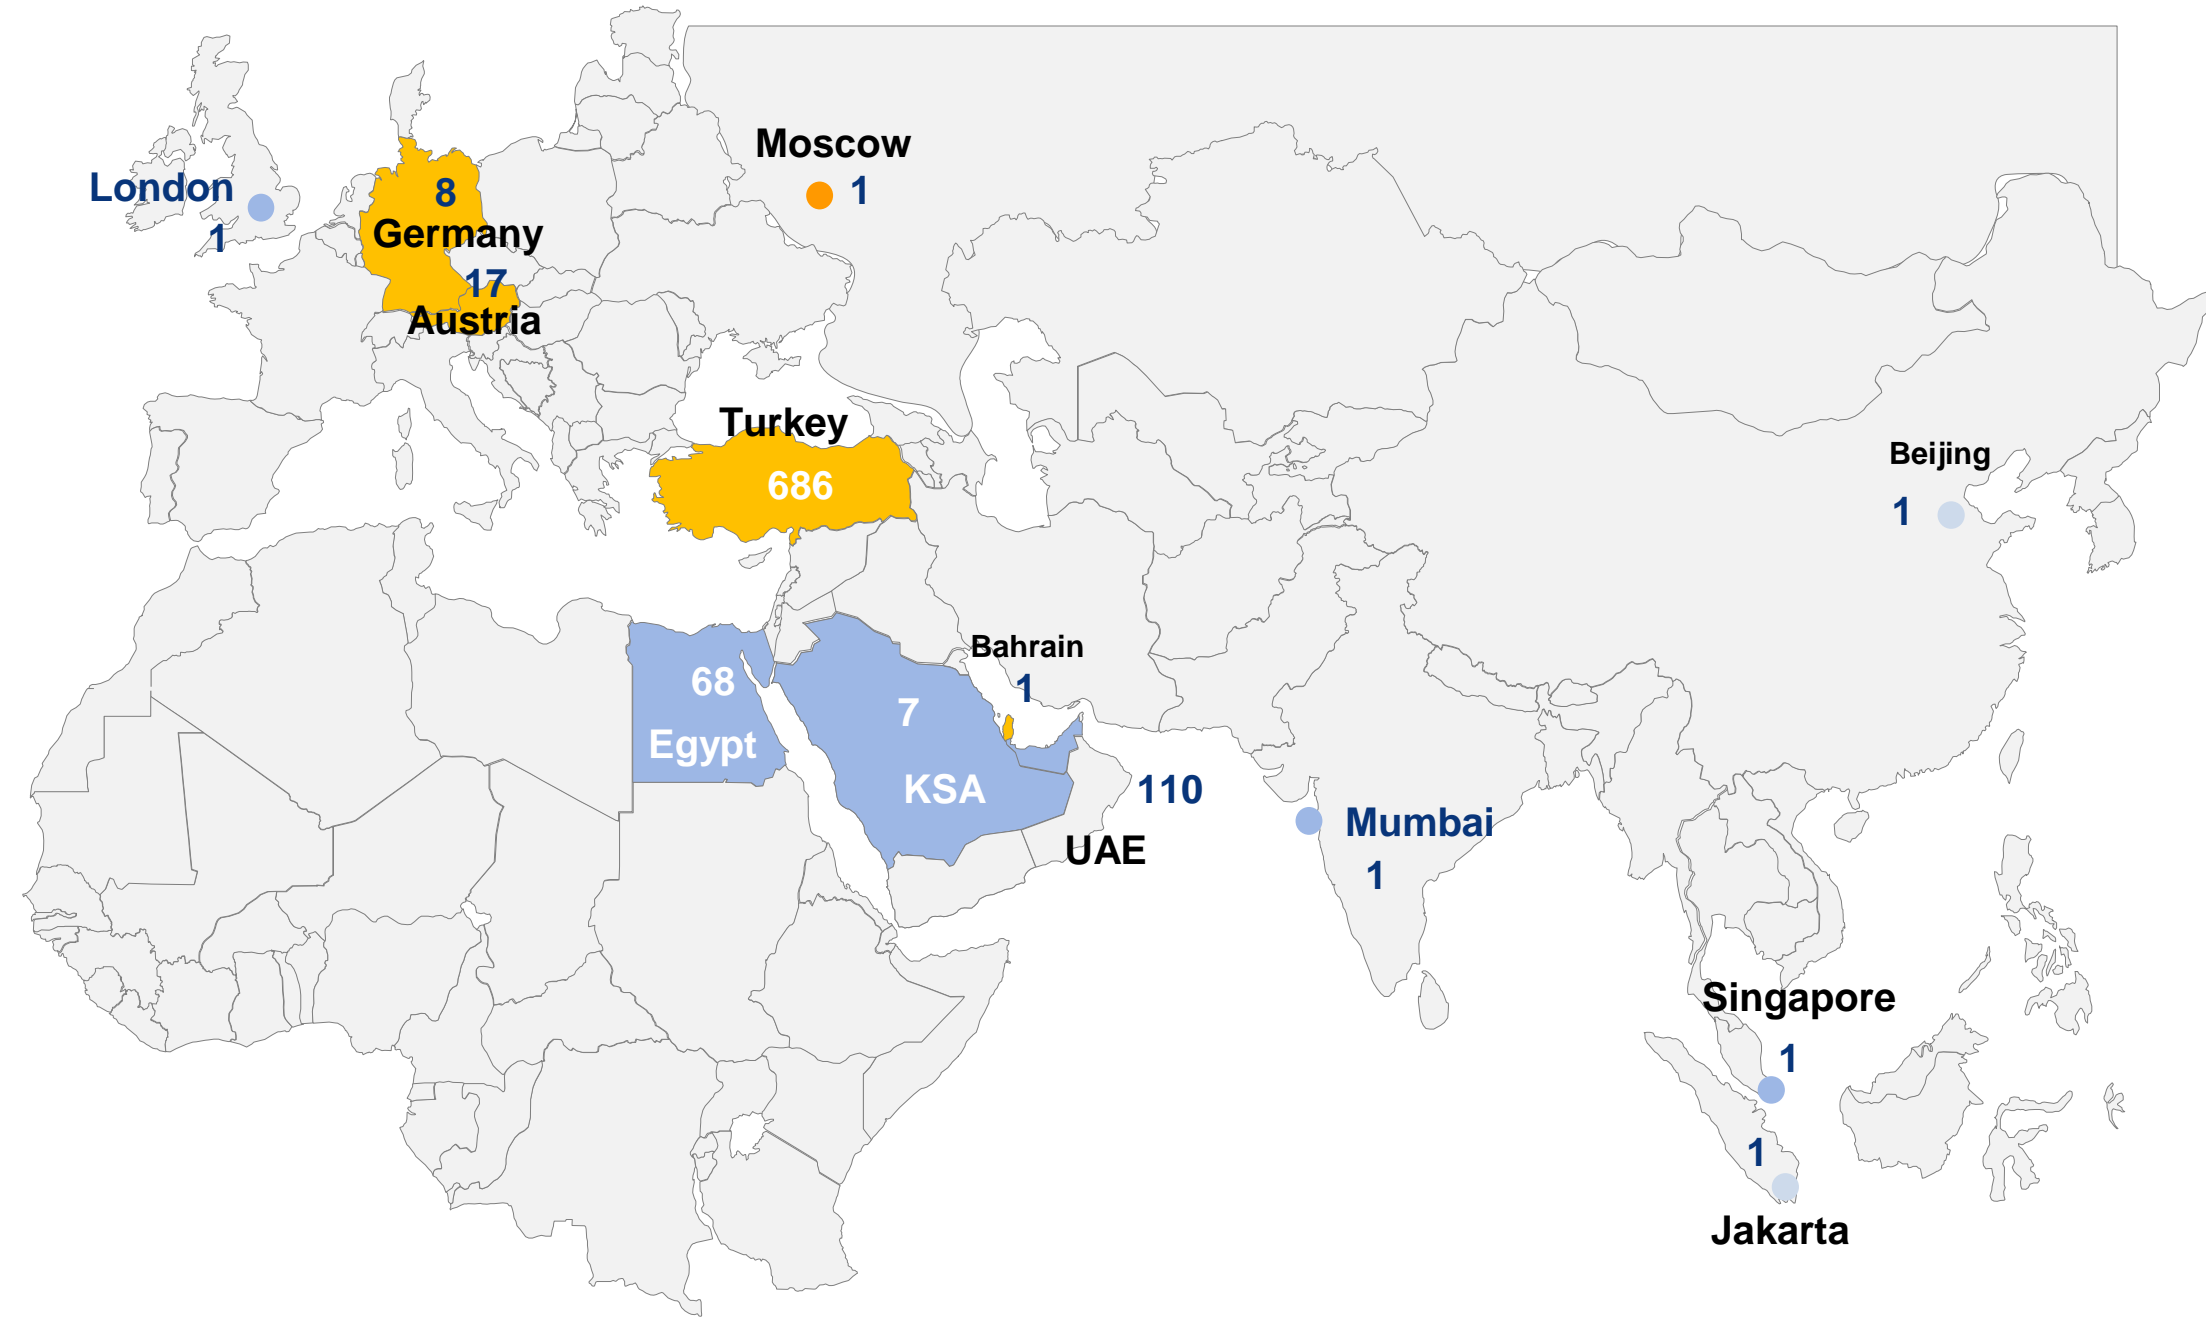 Moscow
1
London
1
8
Germany
17
Austria
Turkey
686
Beijing
1
Bahrain
1
68
Egypt
7
KSA
110
UAE
Mumbai
1
Singapore
1
1
Jakarta